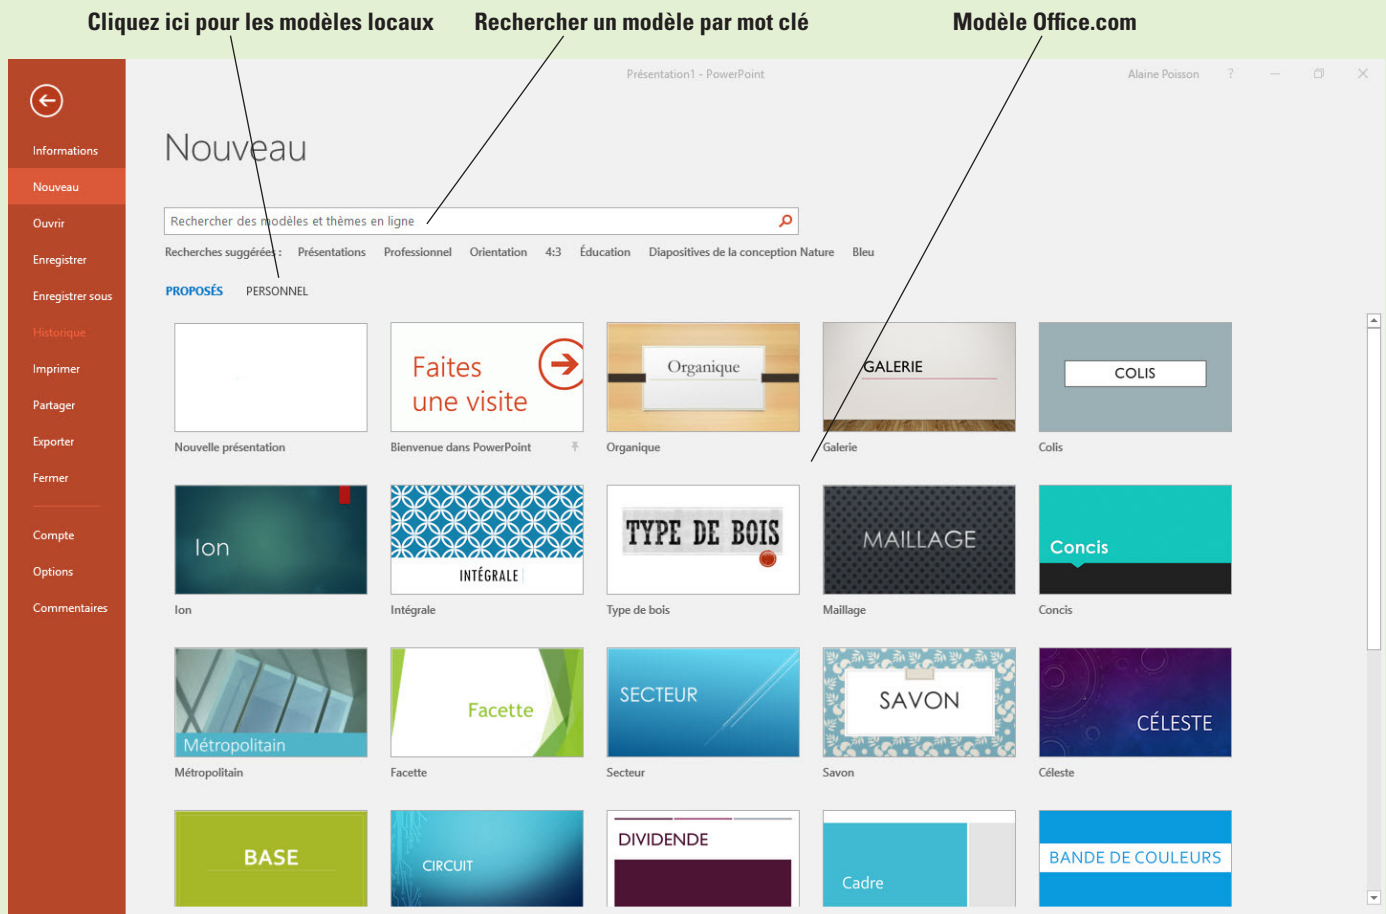 Cliquez ici pour les modèles locaux Rechercher un modèle par mot clé Modèle Office.com
Présentation1 - PowerPoint Alaine Poisson ?
Informations
Nouveau
Ouvrir
Enregistrer
Enregistrer sous
Historique
Imprimer
Partager
Exporter
Fermer
Compte
Options
Commentaires
Nouveau
Rechercher des modèles et thèmes en ligne
Recherches suggérées : Présentations Professionnel Orientation 4:3 Éducation Diapositives de la conception Nature Bleu
PROPOSÉS PERSONNEL
Faites
une visite
Organique
GALERIE
COLIS
Nouvelle présentation Bienvenue dans PowerPoint Organique Galerie Colis
Ion
INTÉGRALE
TYPE DE BOIS
MAILLAGE
Concis
Ion Intégrale Type de bois Maillage Concis
Métropolitain
Facette
SECTEUR
SAVON
CÉLESTE
Métropolitain Facette Secteur Savon Céleste
BASE
CIRCUIT
DIVIDENDE
Cadre
BANDE DE COULEURS